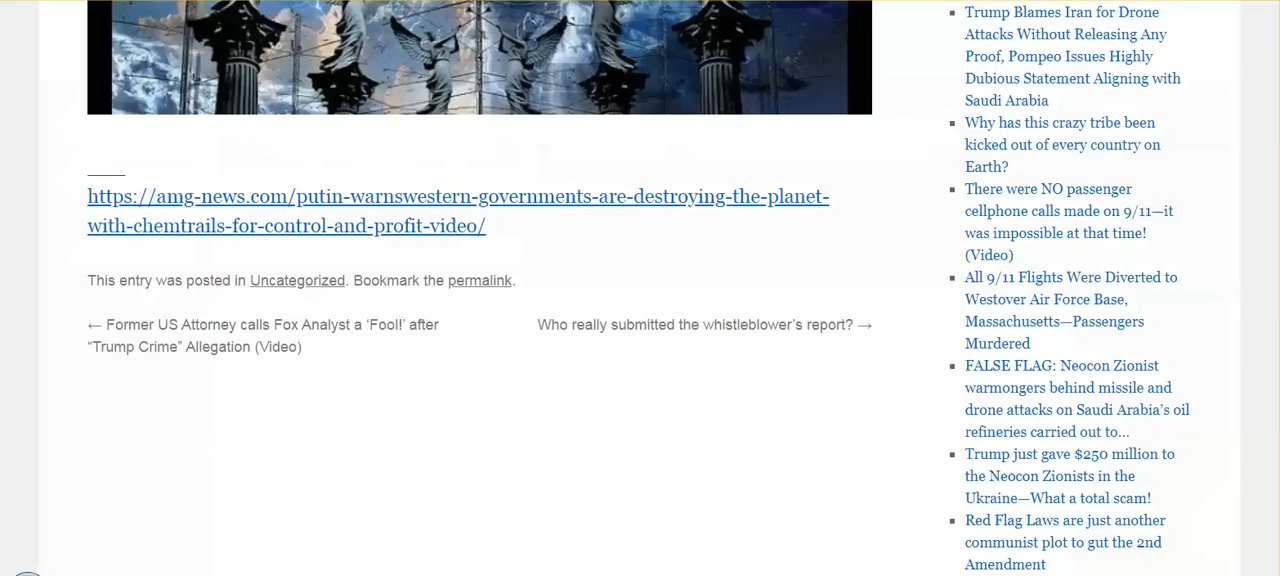 https://amg-news.com/putin-warnswestern-governments-are-destroying-the-planet-
with-chemtrails-for-control-and-profit-video/
This entry was posted in Uncategorized. Bookmark the permalink.
← Former US Attorney calls Fox Analyst a ‘Fool!’ after
“Trump Crime” Allegation (Video)
Who really submitted the whistleblower’s report? →
Trump Blames Iran for Drone
Attacks Without Releasing Any
Proof, Pompeo Issues Highly
Dubious Statement Aligning with
Saudi Arabia
Why has this crazy tribe been
kicked out of every country on
Earth?
There were NO passenger
cellphone calls made on 9/11—it
was impossible at that time!
(Video)
All 9/11 Flights Were Diverted to
Westover Air Force Base,
Massachusetts—Passengers
Murdered
FALSE FLAG: Neocon Zionist
warmongers behind missile and
drone attacks on Saudi Arabia’s oil
refineries carried out to…
Trump just gave $250 million to
the Neocon Zionists in the
Ukraine—What a total scam!
Red Flag Laws are just another
communist plot to gut the 2nd
Amendment